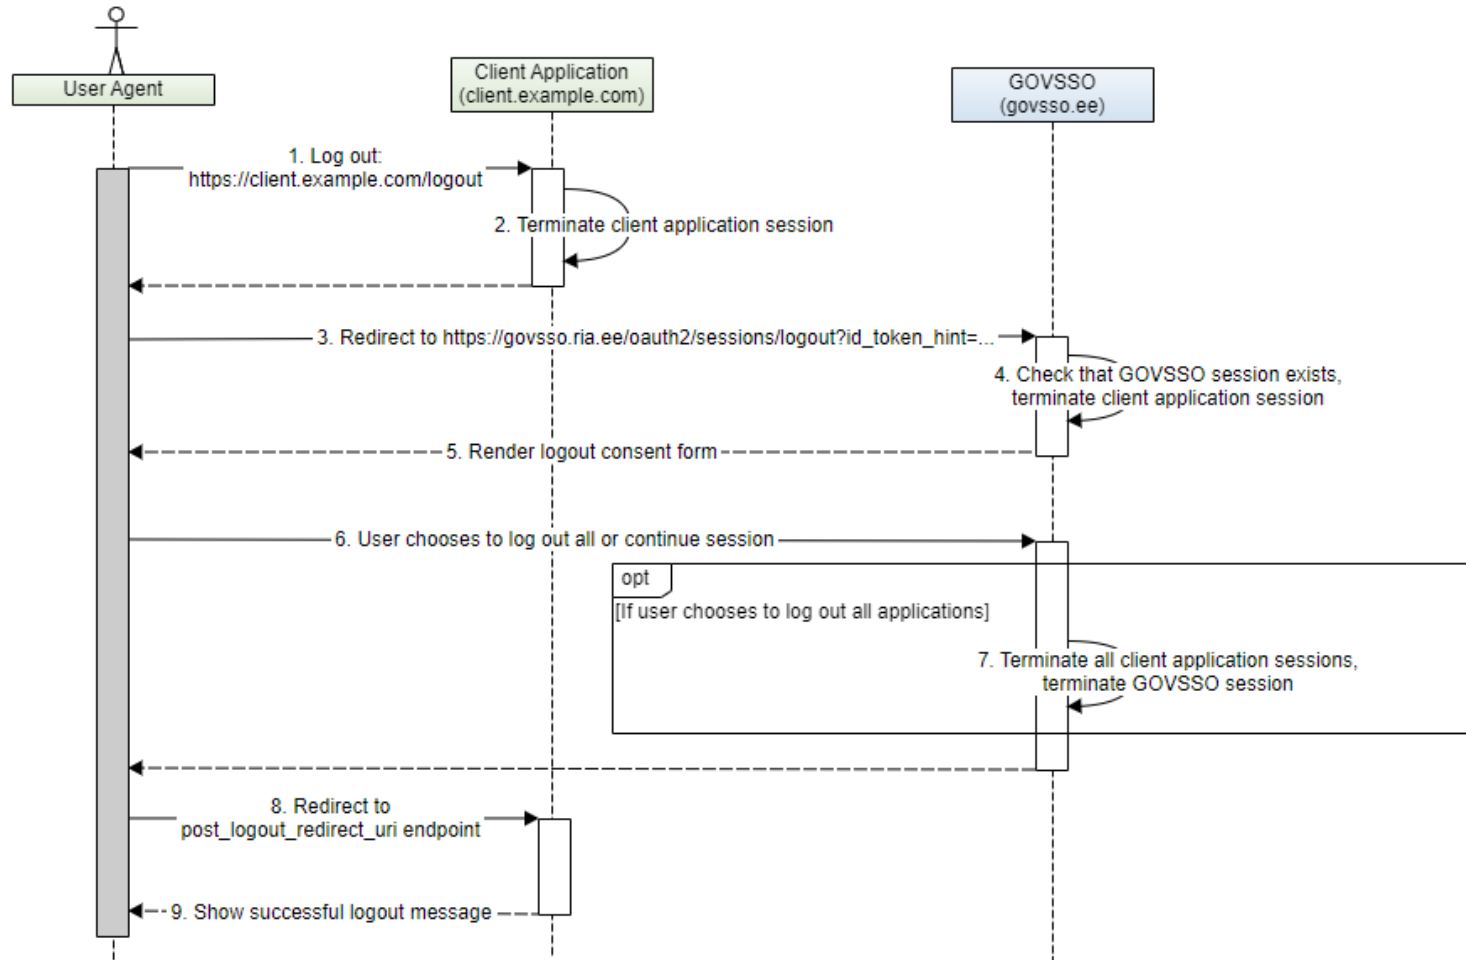 User Agent
Client Application
(client.example.com)
GOVSSO
(govsso.ee)
1. Log out:
https://client.example.com/logout
2. Terminate client application session
3. Redirect to https://govsso.ria.ee/oauth2/sessions/logout?id_token_hint=...
4. Check that GOVSSO session exists,
terminate client application session
5. Render logout consent form
6. User chooses to log out all or continue session
opt
[If user chooses to log out all applications]
7. Terminate all client application sessions,
terminate GOVSSO session
8. Redirect to
post_logout_redirect_uri endpoint
9. Show successful logout message